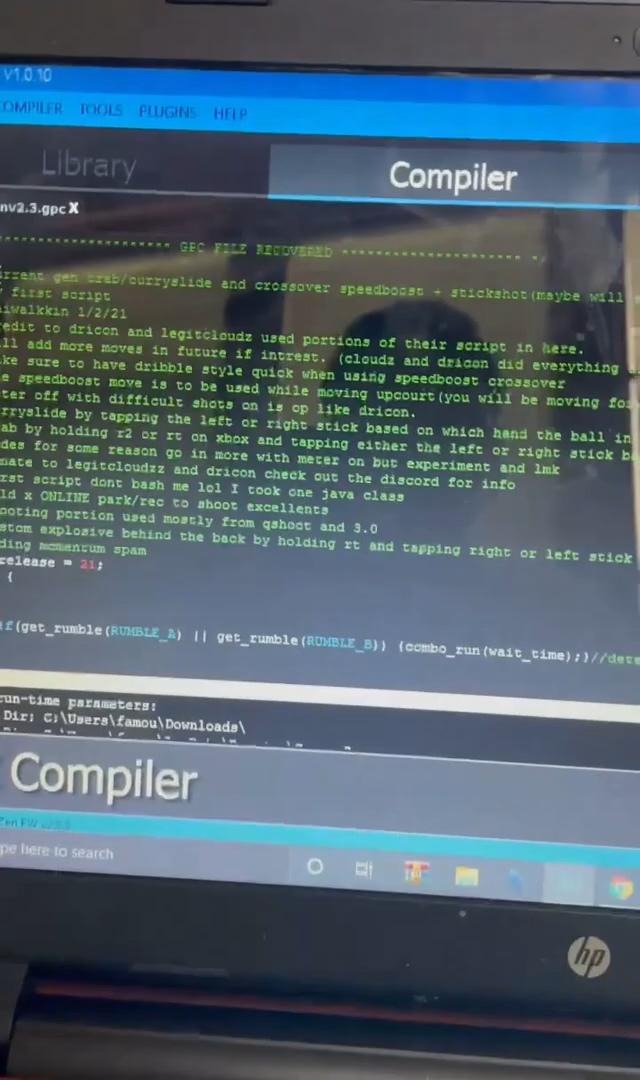 V1.0.10
COMPILER TOOLS PLUGINS HELP
Library
Compiler
nv2.3.gpc X
GPC FILE RECOVERED
rrent gen crab/curryslide and crossover speedboost + stickshot(maybe will
first script
iwalkkin 1/2/21
edit to dricon and legitcloudz used portions of their script in here.
ll add more moves in future if intrest. (cloudz and dricon did everything
ke sure to have dribble style quick when using speedboost crossover
e speedboost move is to be used while moving upcourt(you will be moving fo
ter off with difficult shots on is op like dricon.
rryslide by tapping the left or right stick based on which hand the ball in
ab by holding r2 or rt on xbox and tapping either the left or right stick b
des for some reason go in more with meter on but experiment and lmk
mate to legitcloudzz and dricon check out the discord for info
rst script dont bash me lol I took one java class
ld x ONLINE park/rec to shoot excellents
ooting portion used mostly from qshoot and 3.0
stom explosive behind the back by holding rt and tapping right or left stick
ding momentum spam
release = 21;
{
if(get_rumble(RUMBLE_A) || get_rumble(RUMBLE_B)) {combo_run(wait_time);}//dete
run-time parameters:
Dir: C:\Users\famou\Downloads\
Compiler
Zen FW
pe here to search
hp